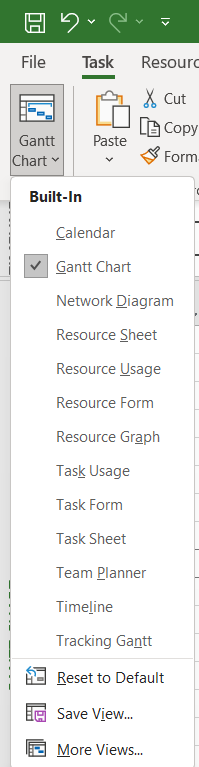 File Task Resourc
Gantt Chart
Paste
Cut
Copy
Form
Built-In
Calendar
Gantt Chart
Network Diagram
Resource Sheet
Resource Usage
Resource Form
Resource Graph
Task Usage
Task Form
Task Sheet
Team Planner
Timeline
Tracking Gantt
Reset to Default
Save View...
More Views...